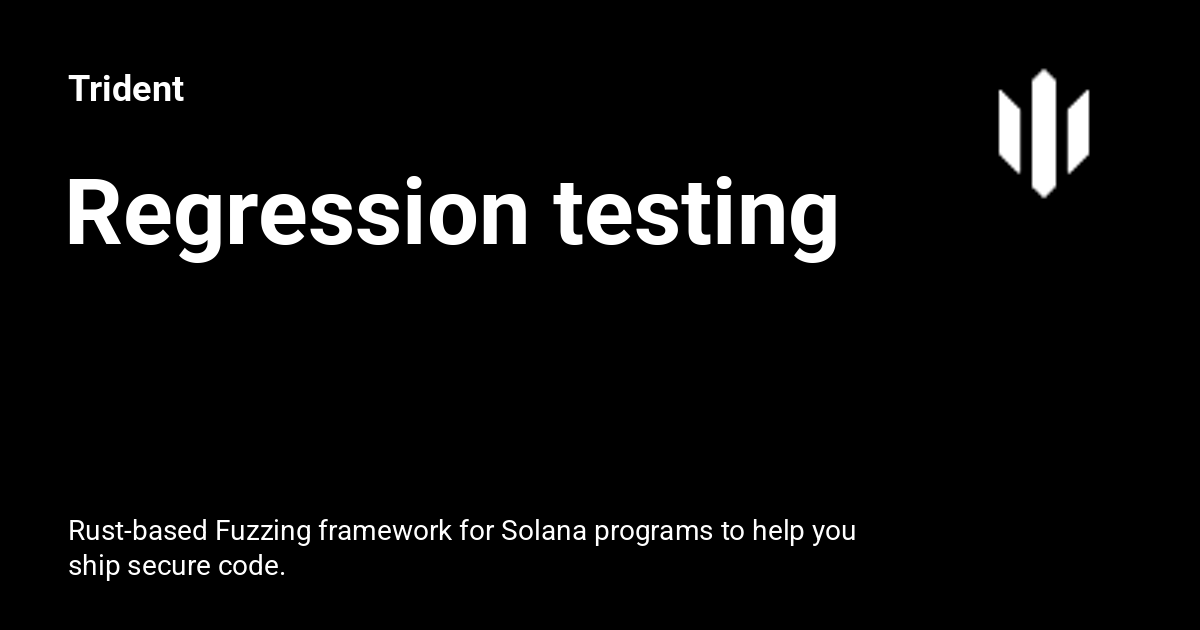 Trident
Regression testing
Rust-based Fuzzing framework for Solana programs to help you
ship secure code.